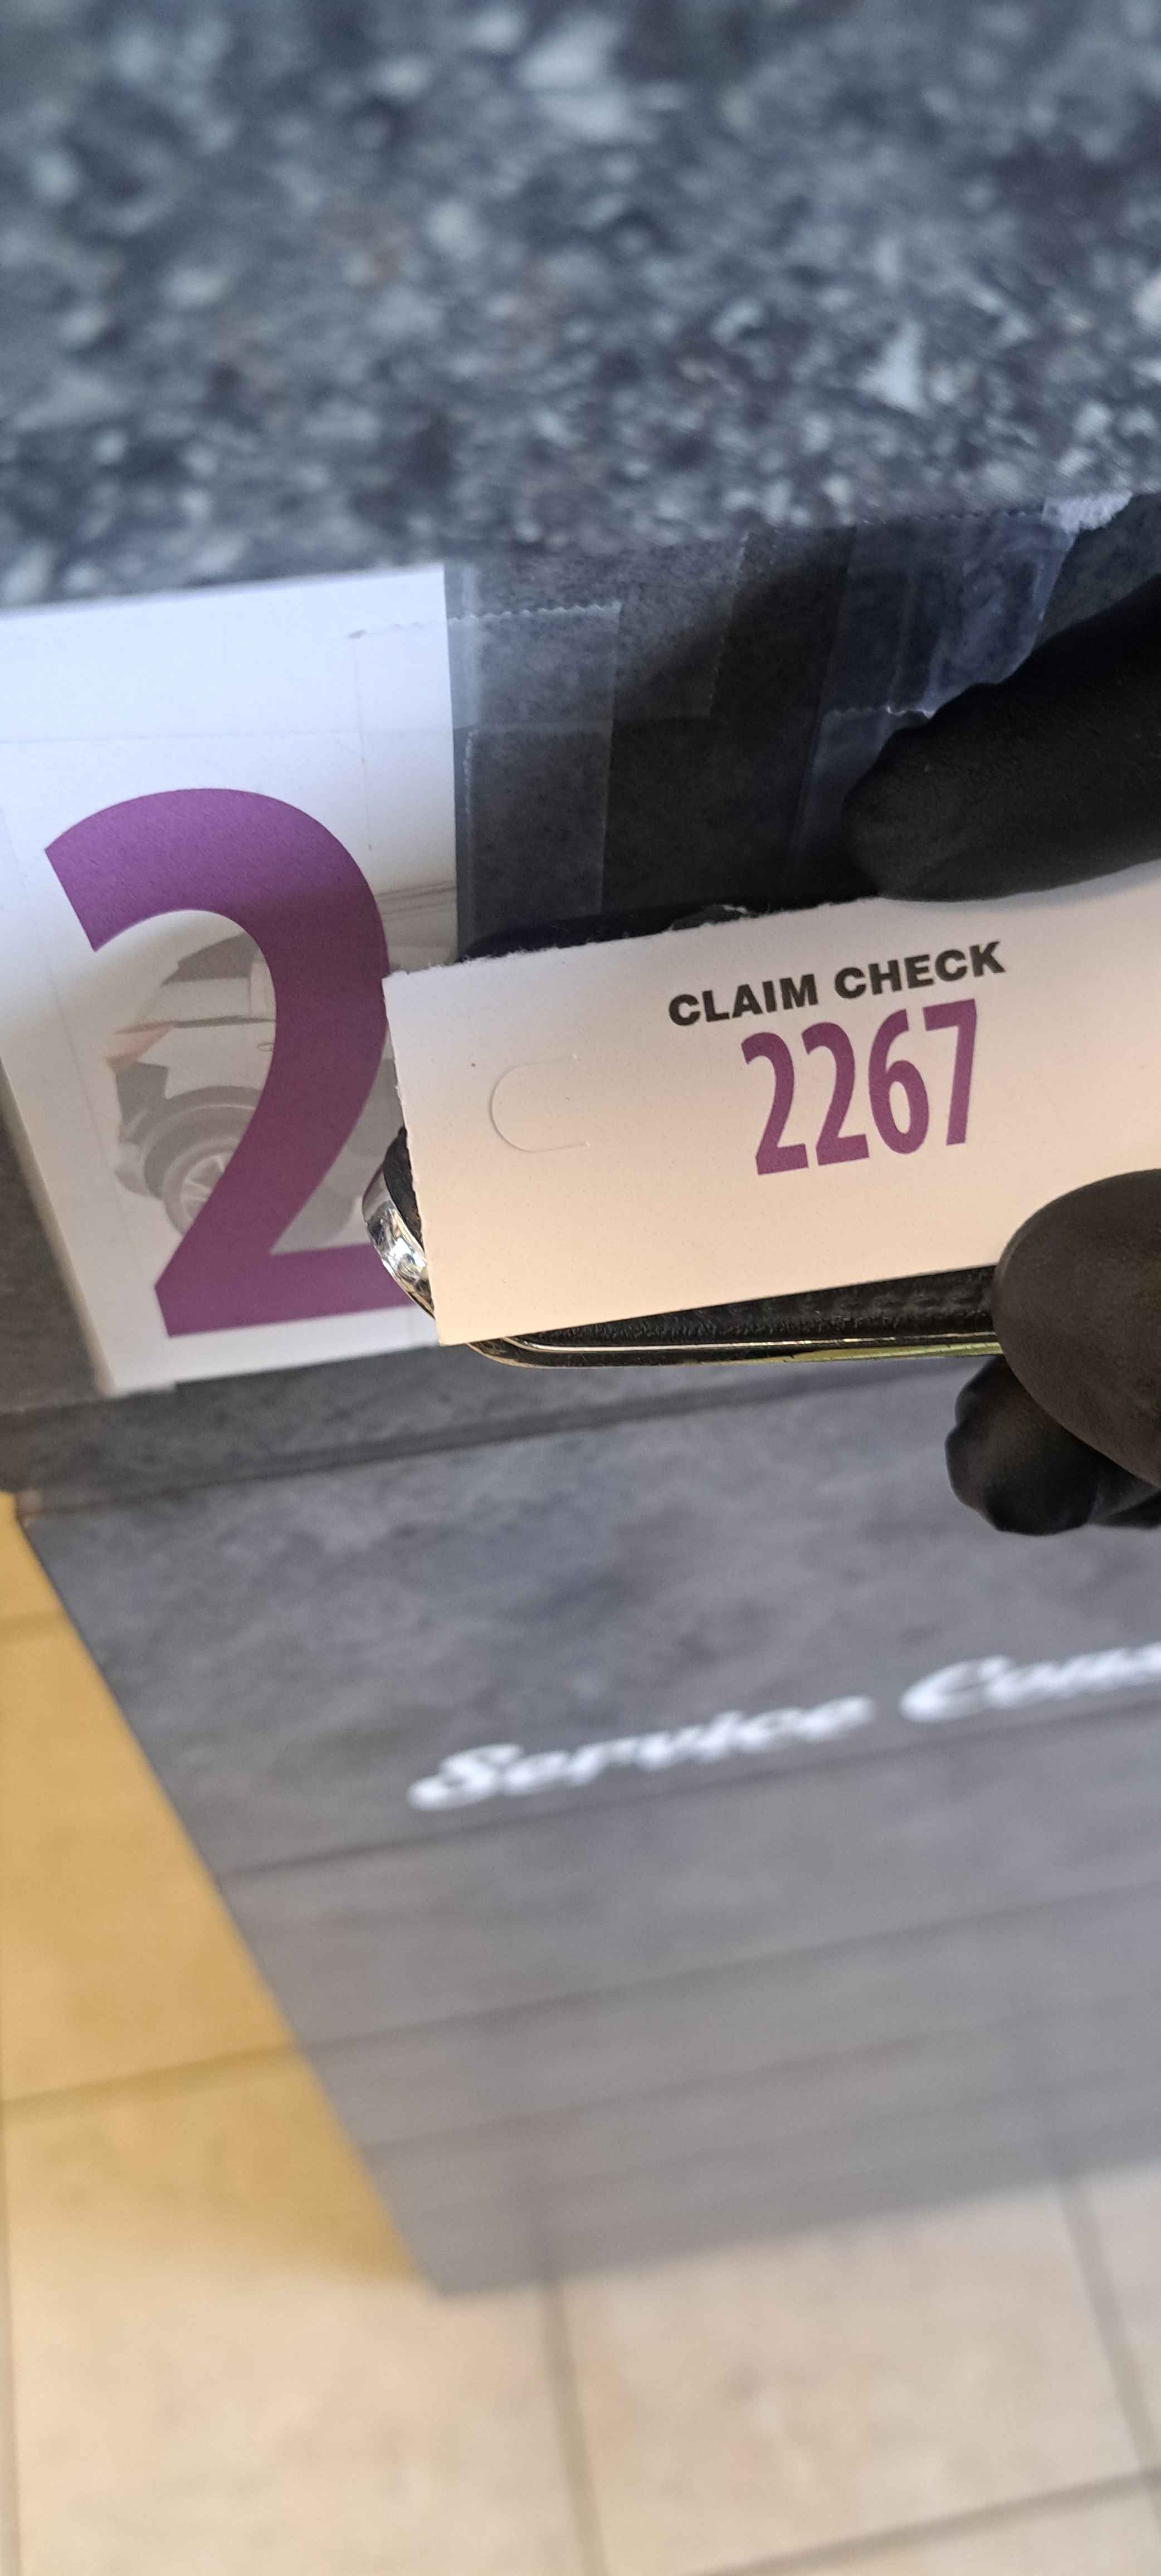 2
CLAIM CHECK
2267
Service